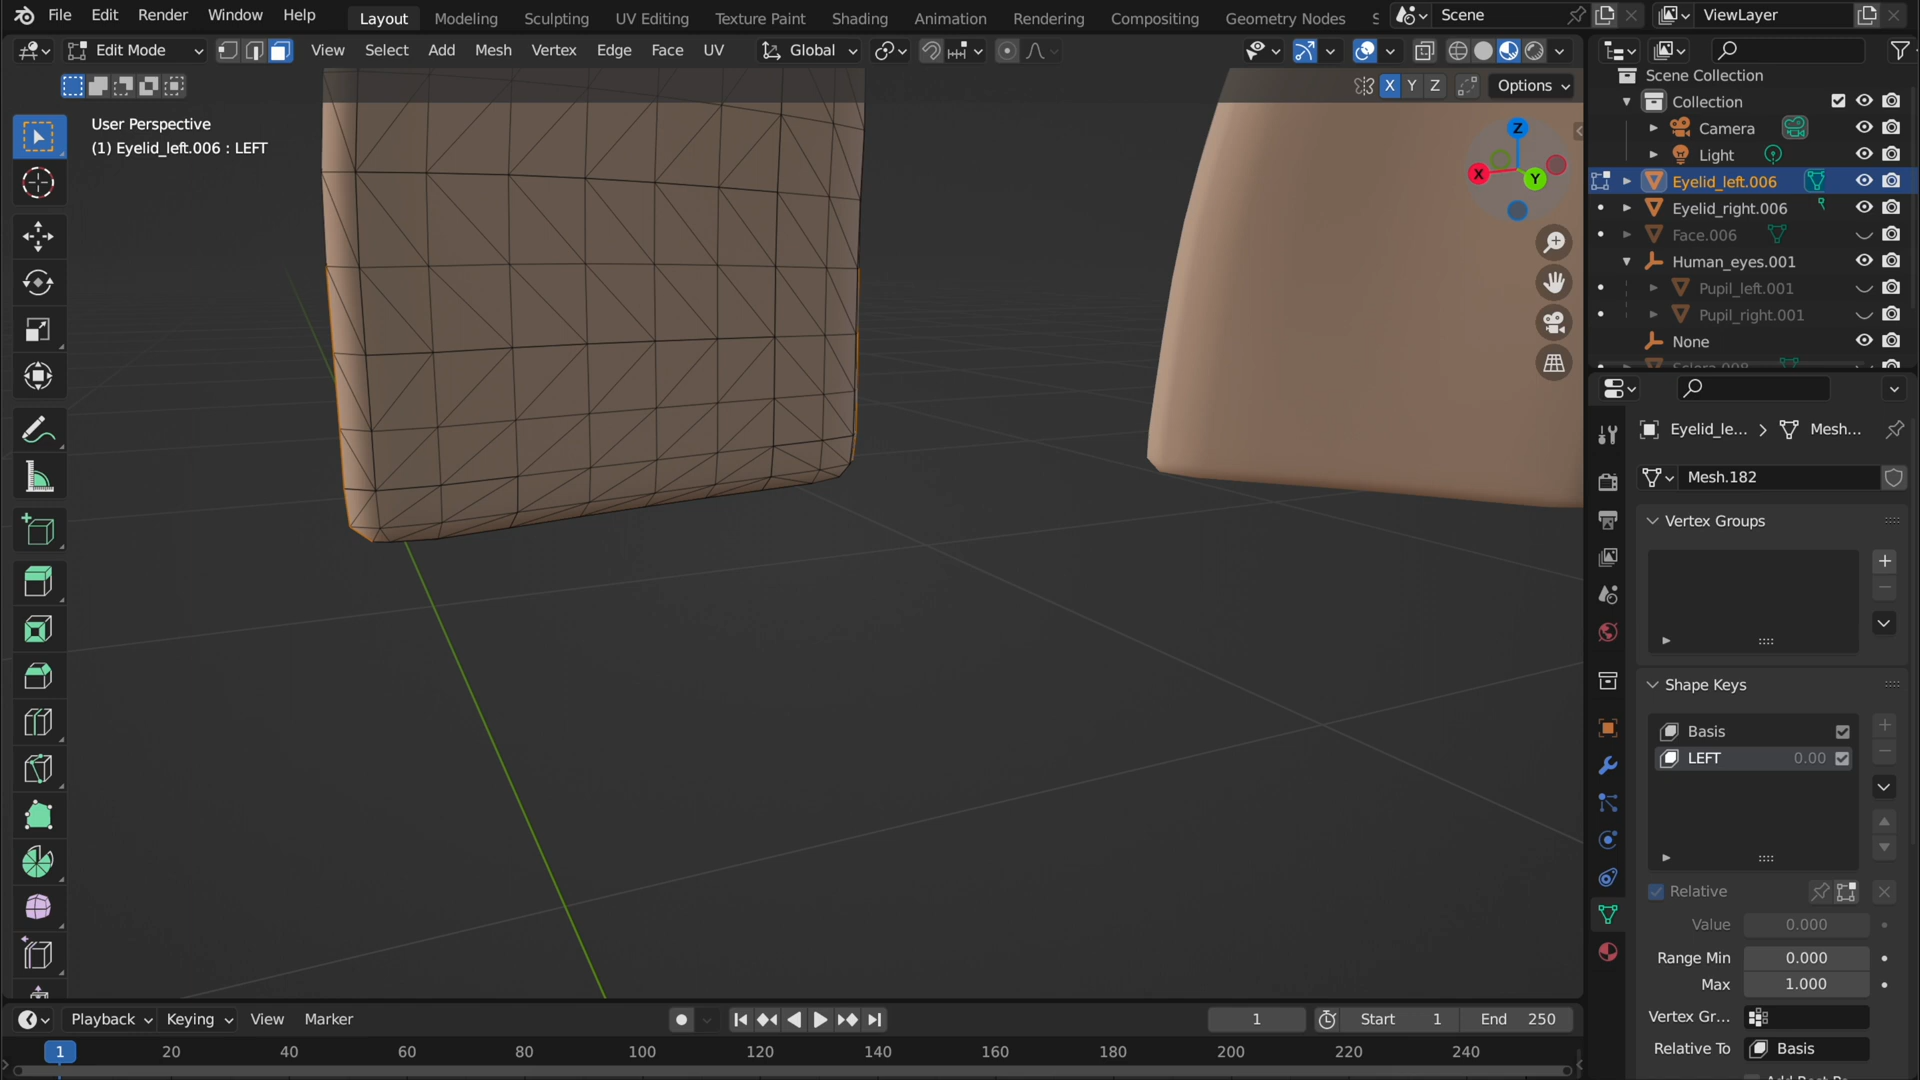 File Edit Render Window Help Layout Modeling Sculpting UV Editing Texture Paint Shading Animation Rendering Compositing Geometry Nodes Scene ViewLayer
Edit Mode View Select Add Mesh Vertex Edge Face UV Global
X Y Z Options
User Perspective
(1) Eyelid_left.006 : LEFT
Z
X
Y
Scene Collection
Collection
Camera
Light
Eyelid_left.006
Eyelid_right.006
Face.006
Human_eyes.001
Pupil_left.001
Pupil_right.001
None
Eyelid_le... Mesh...
Mesh.182
Vertex Groups
Shape Keys
Basis
LEFT 0.00
Relative
Value 0.000
Range Min 0.000
Max 1.000
Vertex Gr...
Relative To Basis
Playback Keying View Marker 1 Start 1 End 250
1 20 40 60 80 100 120 140 160 180 200 220 240